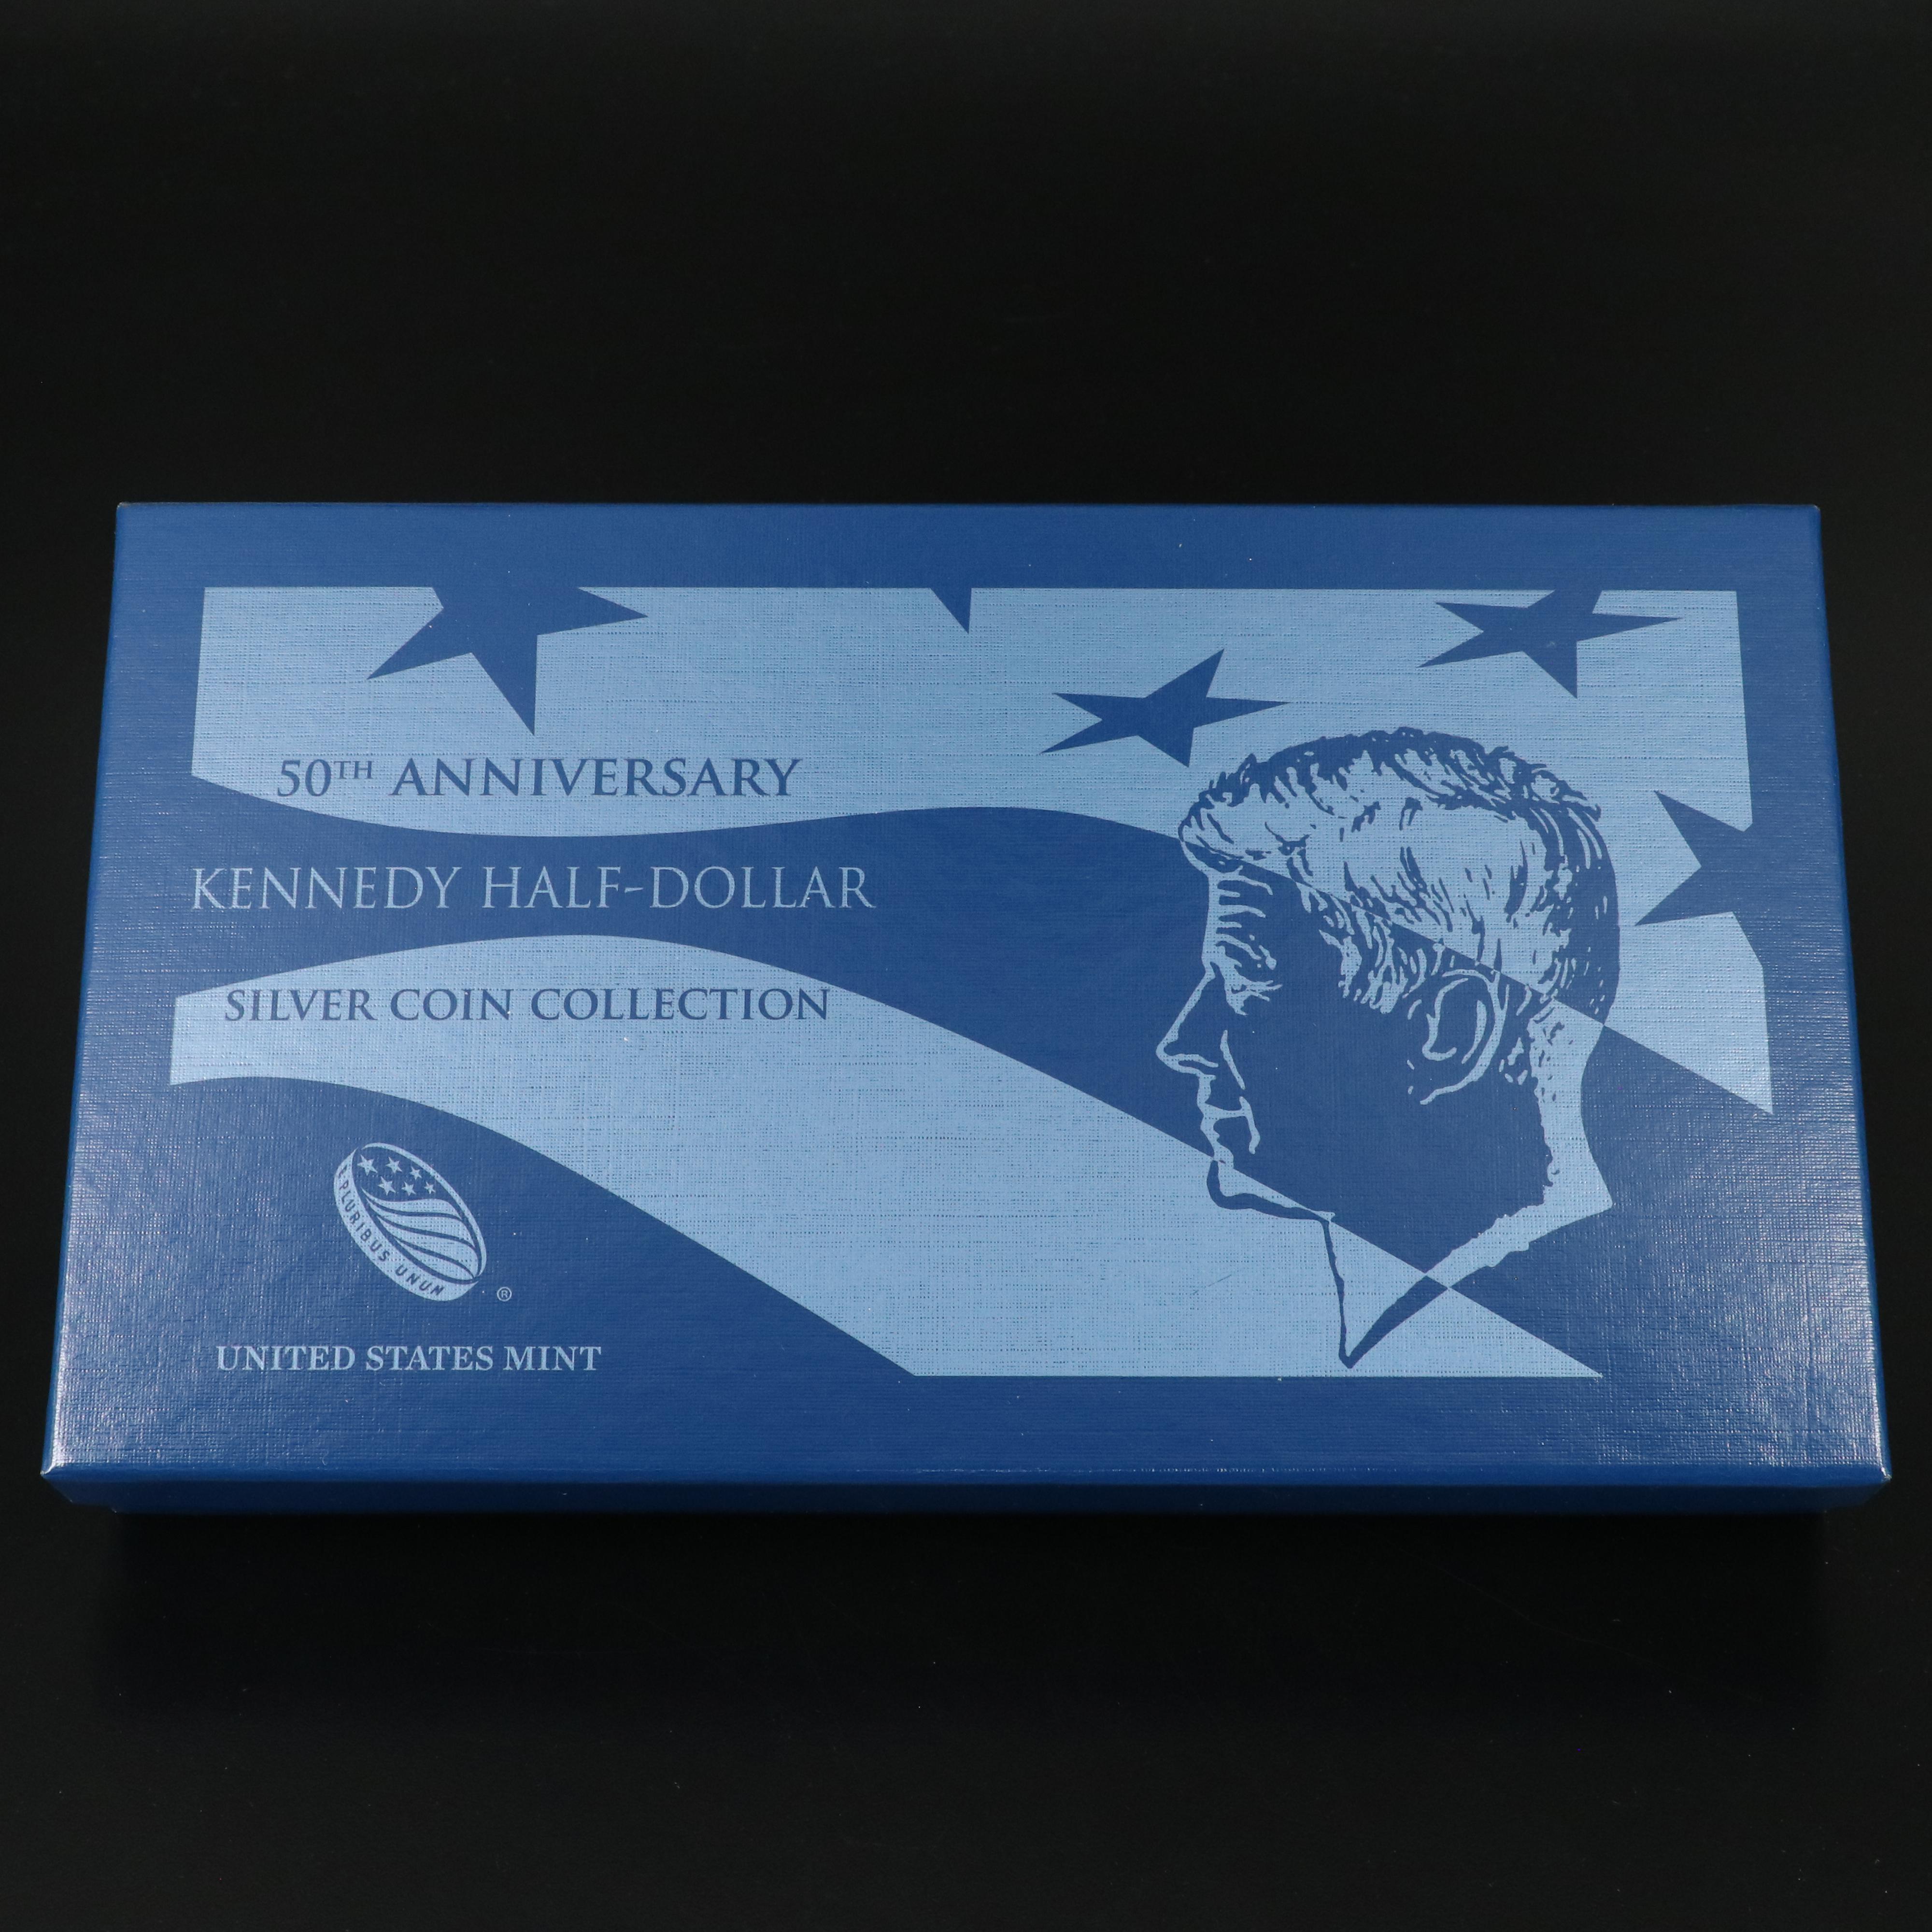 50TH ANNIVERSARY
KENNEDY HALF-DOLLAR
SILVER COIN COLLECTION
E PLURIBUS UNUM
®
UNITED STATES MINT